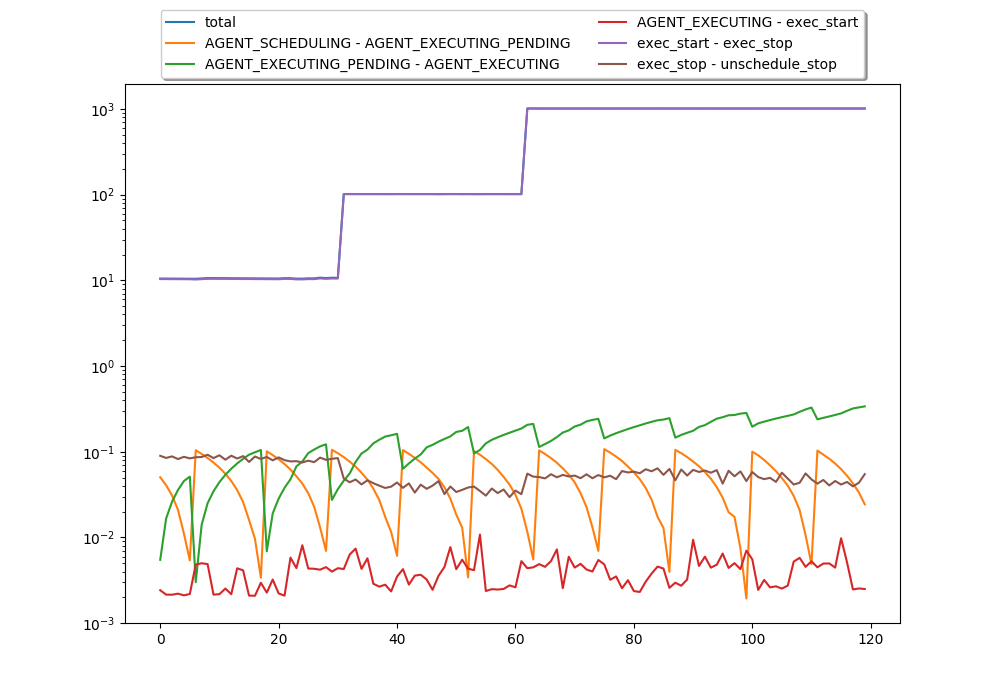 total
AGENT_SCHEDULING - AGENT_EXECUTING_PENDING
AGENT_EXECUTING_PENDING - AGENT_EXECUTING
AGENT_EXECUTING - exec_start
exec_start - exec_stop
exec_stop - unschedule_stop
10³
10²
10¹
10⁰
10⁻¹
10⁻²
10⁻³
0 20 40 60 80 100 120